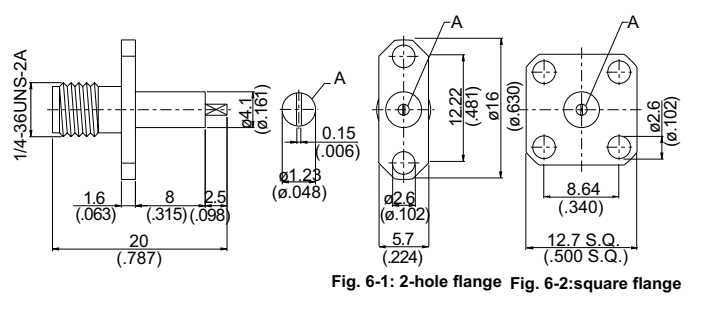 1/4-36UNS-2A
1.6
(.063)
8
(.315)
2.5
(.098)
20
(.787)
ø4.1
(ø.161)
A
0.15
(.006)
ø1.23
(ø.048)
A
12.22
(.481)
ø16
(ø.630)
ø2.6
(ø.102)
5.7
(.224)
A
ø2.6
(ø.102)
8.64
(.340)
12.7 S.Q.
(.500 S.Q.)
Fig. 6-1: 2-hole flange
Fig. 6-2:square flange